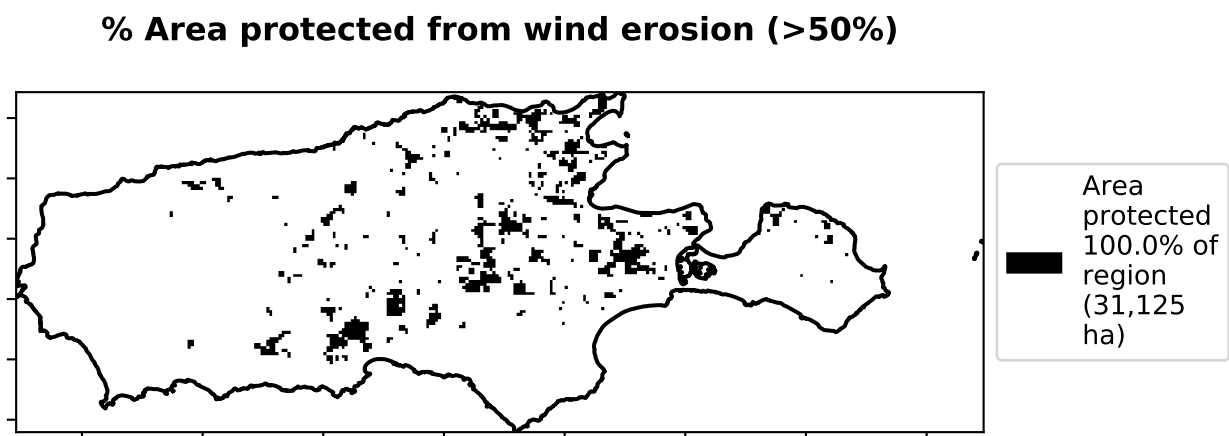 % Area protected from wind erosion (>50%)
Area
protected
100.0% of
region
(31,125
ha)